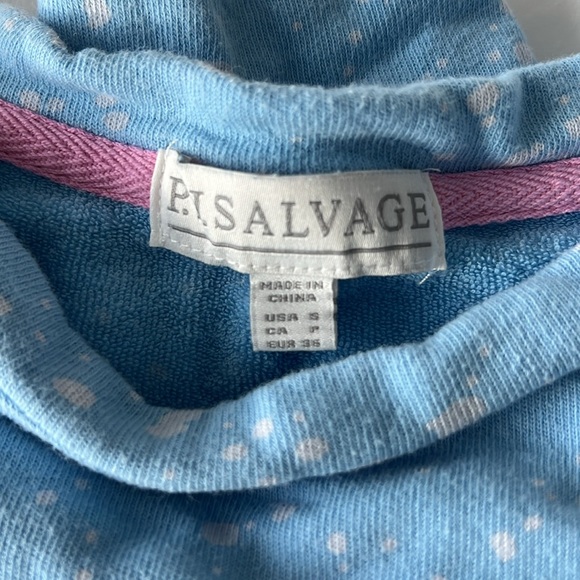 P.J.SALVAGE
MADE IN
CHINA
USA S
CA P
EUR 36